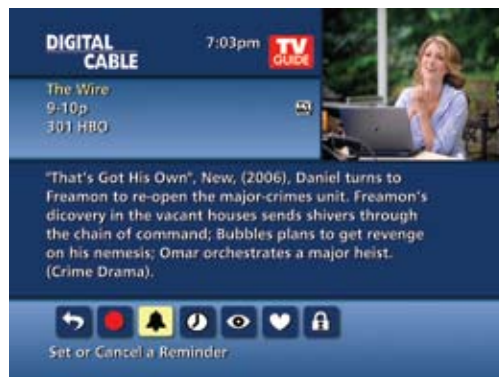 DIGITAL
CABLE
7:03pm
TV
GUIDE
The Wire
9-10p
301 HBO
"That's Got His Own", New, (2006), Daniel turns to
Freamon to re-open the major-crimes unit. Freamon's
dicovery in the vacant houses sends shivers through
the chain of command; Bubbles plans to get revenge
on his nemesis; Omar orchestrates a major heist.
(Crime Drama).
Set or Cancel a Reminder